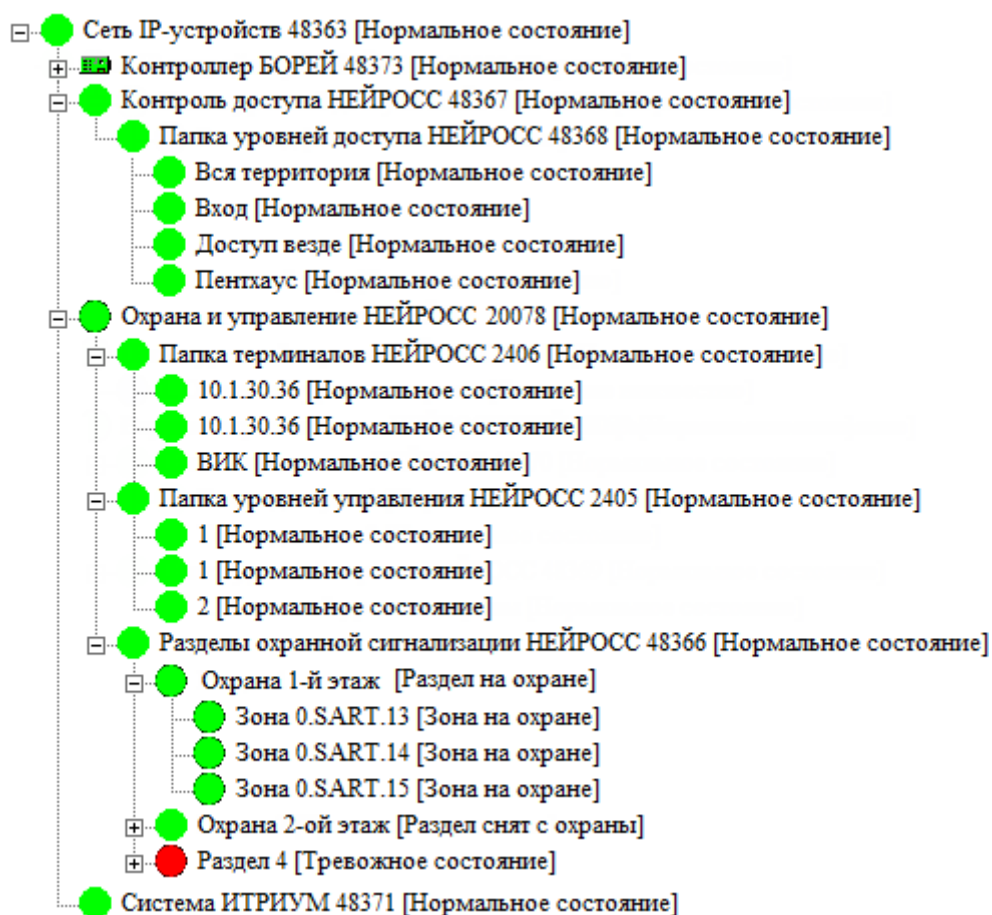 Сеть IP-устройств 48363 [Нормальное состояние]
Контроллер БОРЕЙ 48373 [Нормальное состояние]
Контроль доступа НЕЙРОСС 48367 [Нормальное состояние]
Папка уровней доступа НЕЙРОСС 48368 [Нормальное состояние]
Вся территория [Нормальное состояние]
Вход [Нормальное состояние]
Доступ везде [Нормальное состояние]
Пентхаус [Нормальное состояние]
Охрана и управление НЕЙРОСС 20078 [Нормальное состояние]
Папка терминалов НЕЙРОСС 2406 [Нормальное состояние]
10.1.30.36 [Нормальное состояние]
10.1.30.36 [Нормальное состояние]
ВИК [Нормальное состояние]
Папка уровней управления НЕЙРОСС 2405 [Нормальное состояние]
1 [Нормальное состояние]
1 [Нормальное состояние]
2 [Нормальное состояние]
Разделы охранной сигнализации НЕЙРОСС 48366 [Нормальное состояние]
Охрана 1-й этаж [Раздел на охране]
Зона 0.SART.13 [Зона на охране]
Зона 0.SART.14 [Зона на охране]
Зона 0.SART.15 [Зона на охране]
Охрана 2-ой этаж [Раздел снят с охраны]
Раздел 4 [Тревожное состояние]
Система ИТРИУМ 48371 [Нормальное состояние]